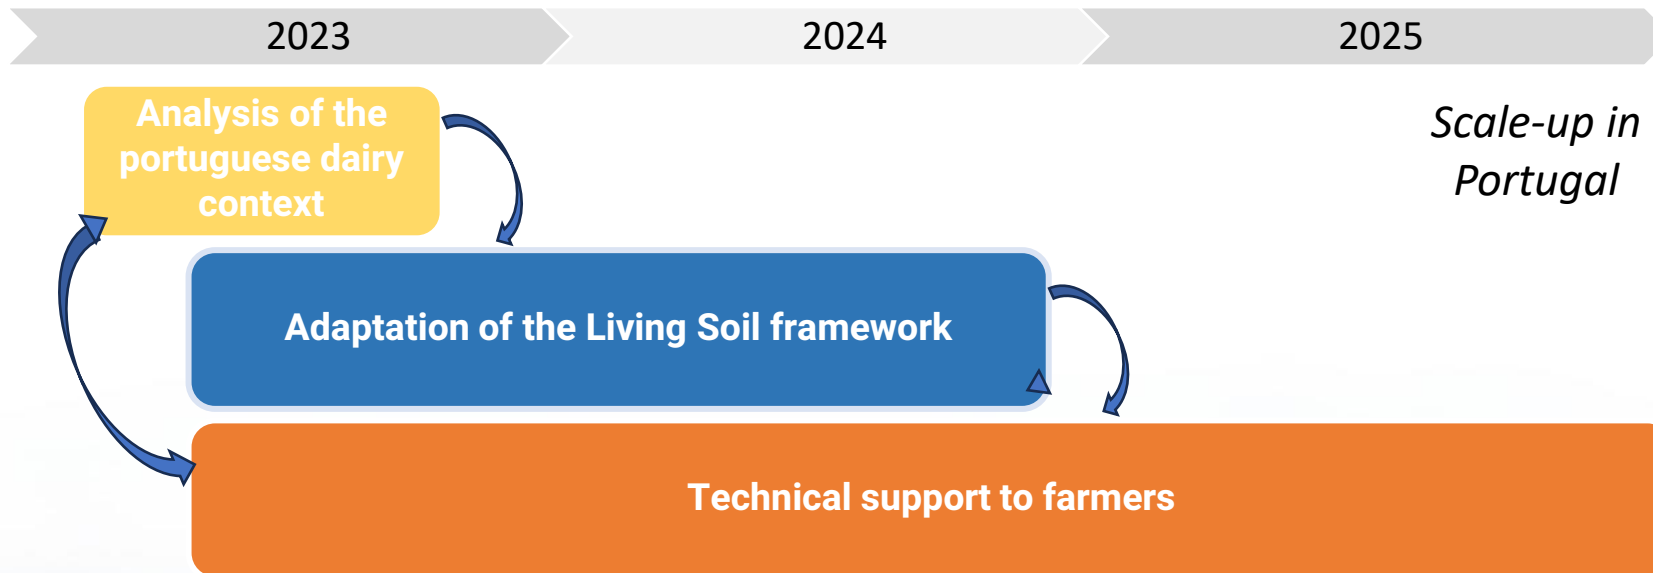 2023
2024
2025
Analysis of the
portuguese dairy
context
Scale-up in
Portugal
Adaptation of the Living Soil framework
Technical support to farmers